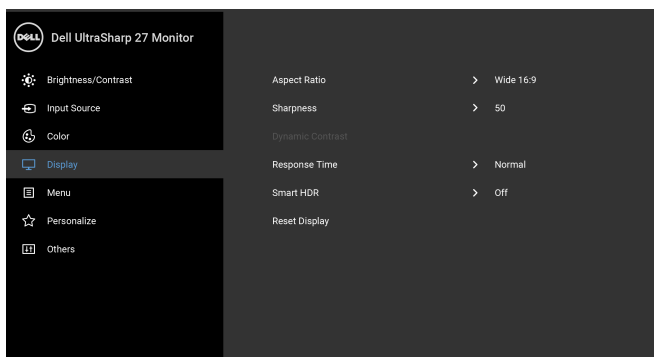 DELL Dell UltraSharp 27 Monitor
Brightness/Contrast
Input Source
Color
Display
Menu
Personalize
Others
Aspect Ratio > Wide 16:9
Sharpness > 50
Dynamic Contrast
Response Time > Normal
Smart HDR > Off
Reset Display